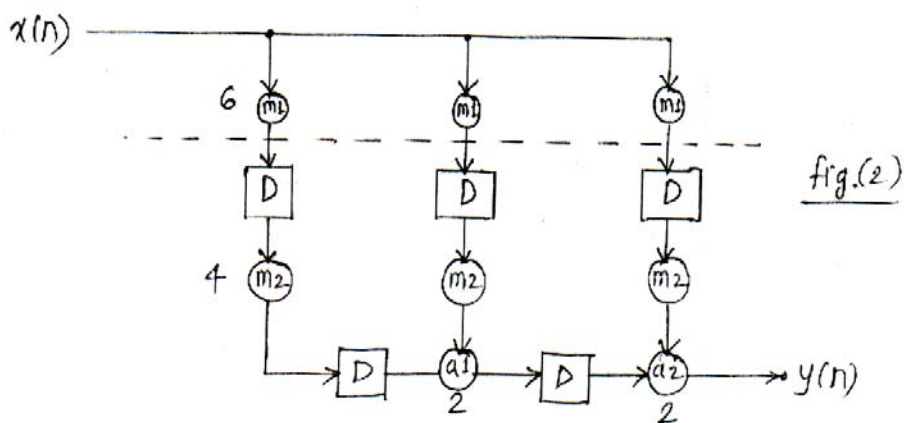 x(n)
6 m1 m1 m1
D D D
fig.(2)
4 m2 m2 m2
D a1 D a2 y(n)
2 2